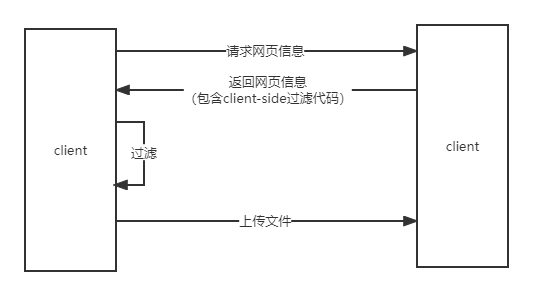 请求网页信息
返回网页信息
（包含client-side过滤代码）
client
过滤
client
上传文件